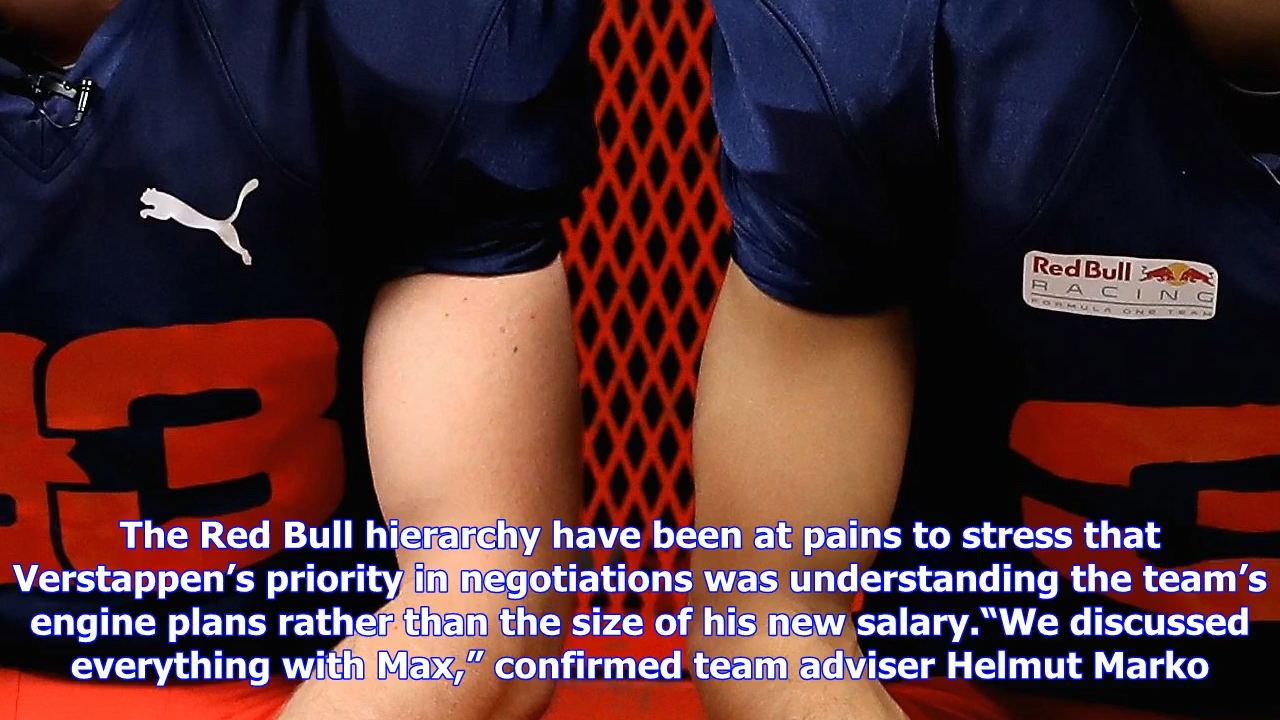 Red Bull
RACING
FORMULA ONE TEAM
33
3
The Red Bull hierarchy have been at pains to stress that
Verstappen’s priority in negotiations was understanding the team’s
engine plans rather than the size of his new salary.“We discussed
everything with Max,” confirmed team adviser Helmut Marko